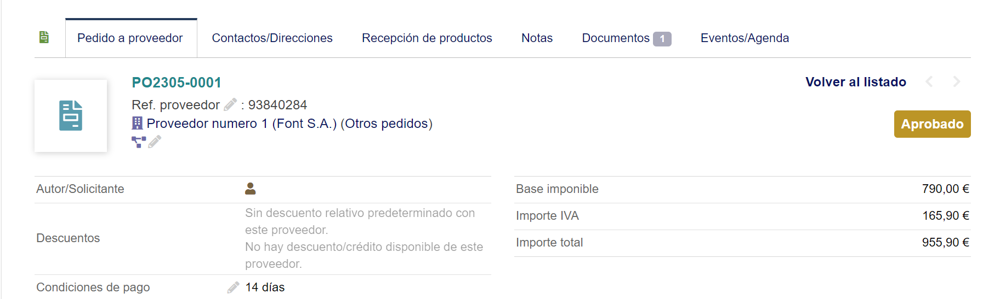 Pedido a proveedor Contactos/Direcciones Recepción de productos Notas Documentos 1 Eventos/Agenda
PO2305-0001
Volver al listado
Ref. proveedor : 93840284
Proveedor numero 1 (Font S.A.) (Otros pedidos)
Aprobado
Autor/Solicitante
Descuentos
Sin descuento relativo predeterminado con
este proveedor.
No hay descuento/crédito disponible de este
proveedor.
Condiciones de pago 14 días
Base imponible 790,00 €
Importe IVA 165,90 €
Importe total 955,90 €